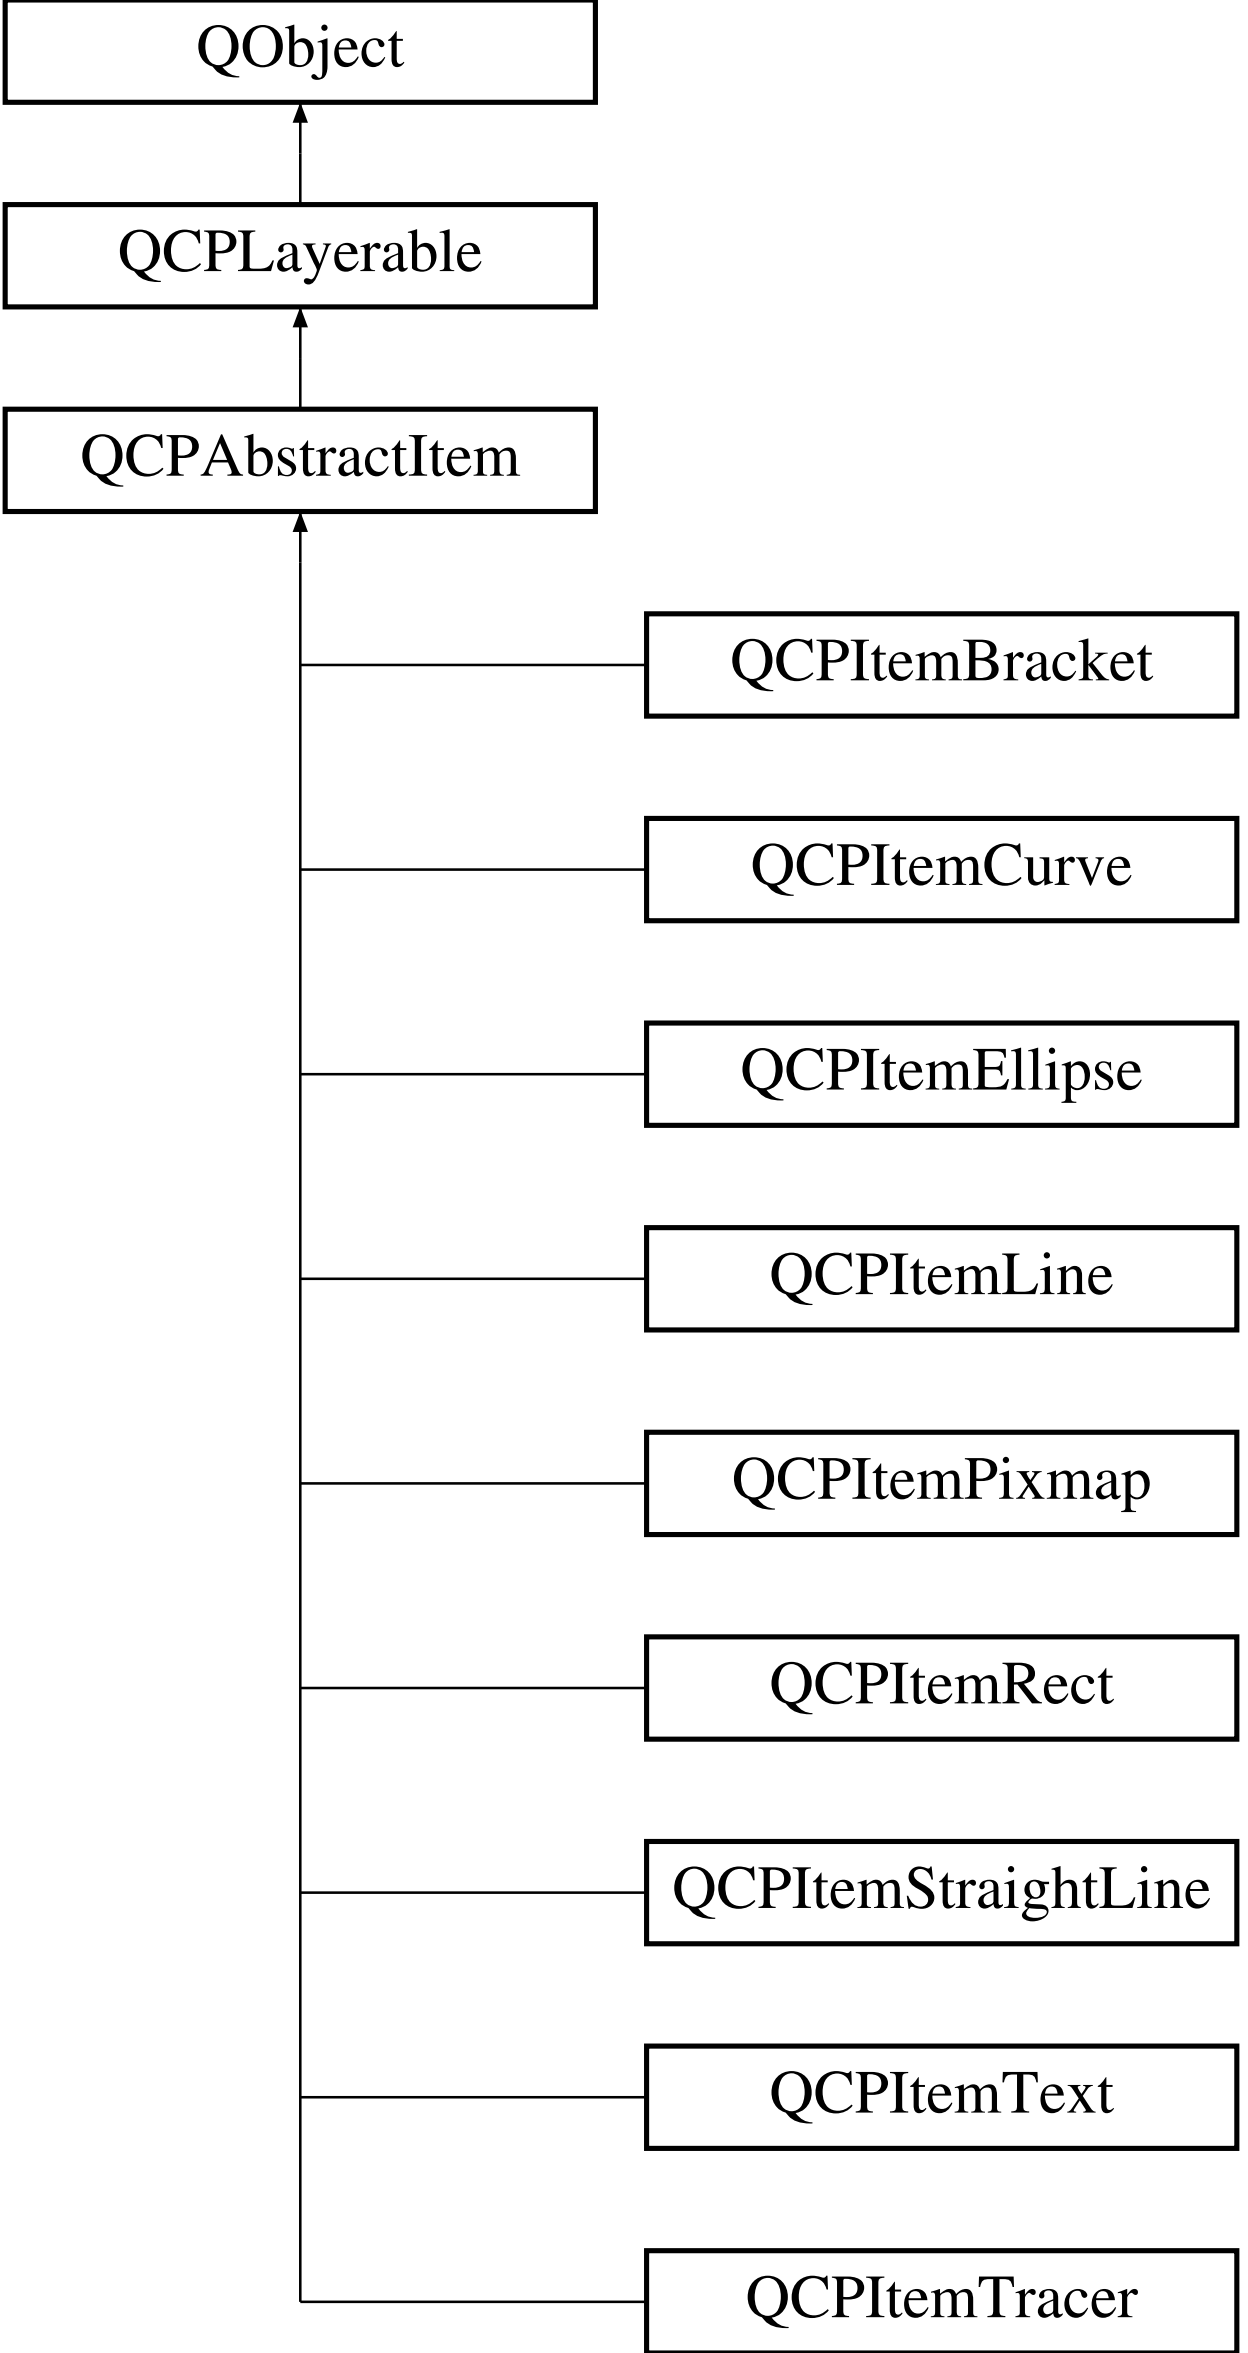 QObject
QCPLayerable
QCPAbstractItem
QCPItemBracket
QCPItemCurve
QCPItemEllipse
QCPItemLine
QCPItemPixmap
QCPItemRect
QCPItemStraightLine
QCPItemText
QCPItemTracer